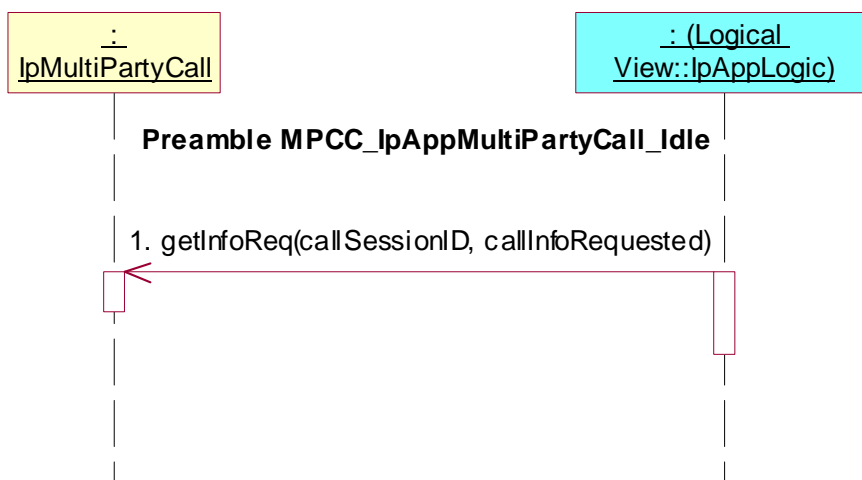 :
IpMultiPartyCall
: (Logical
View::IpAppLogic)
Preamble MPCC_IpAppMultiPartyCall_Idle
1. getInfoReq(callSessionID, callInfoRequested)